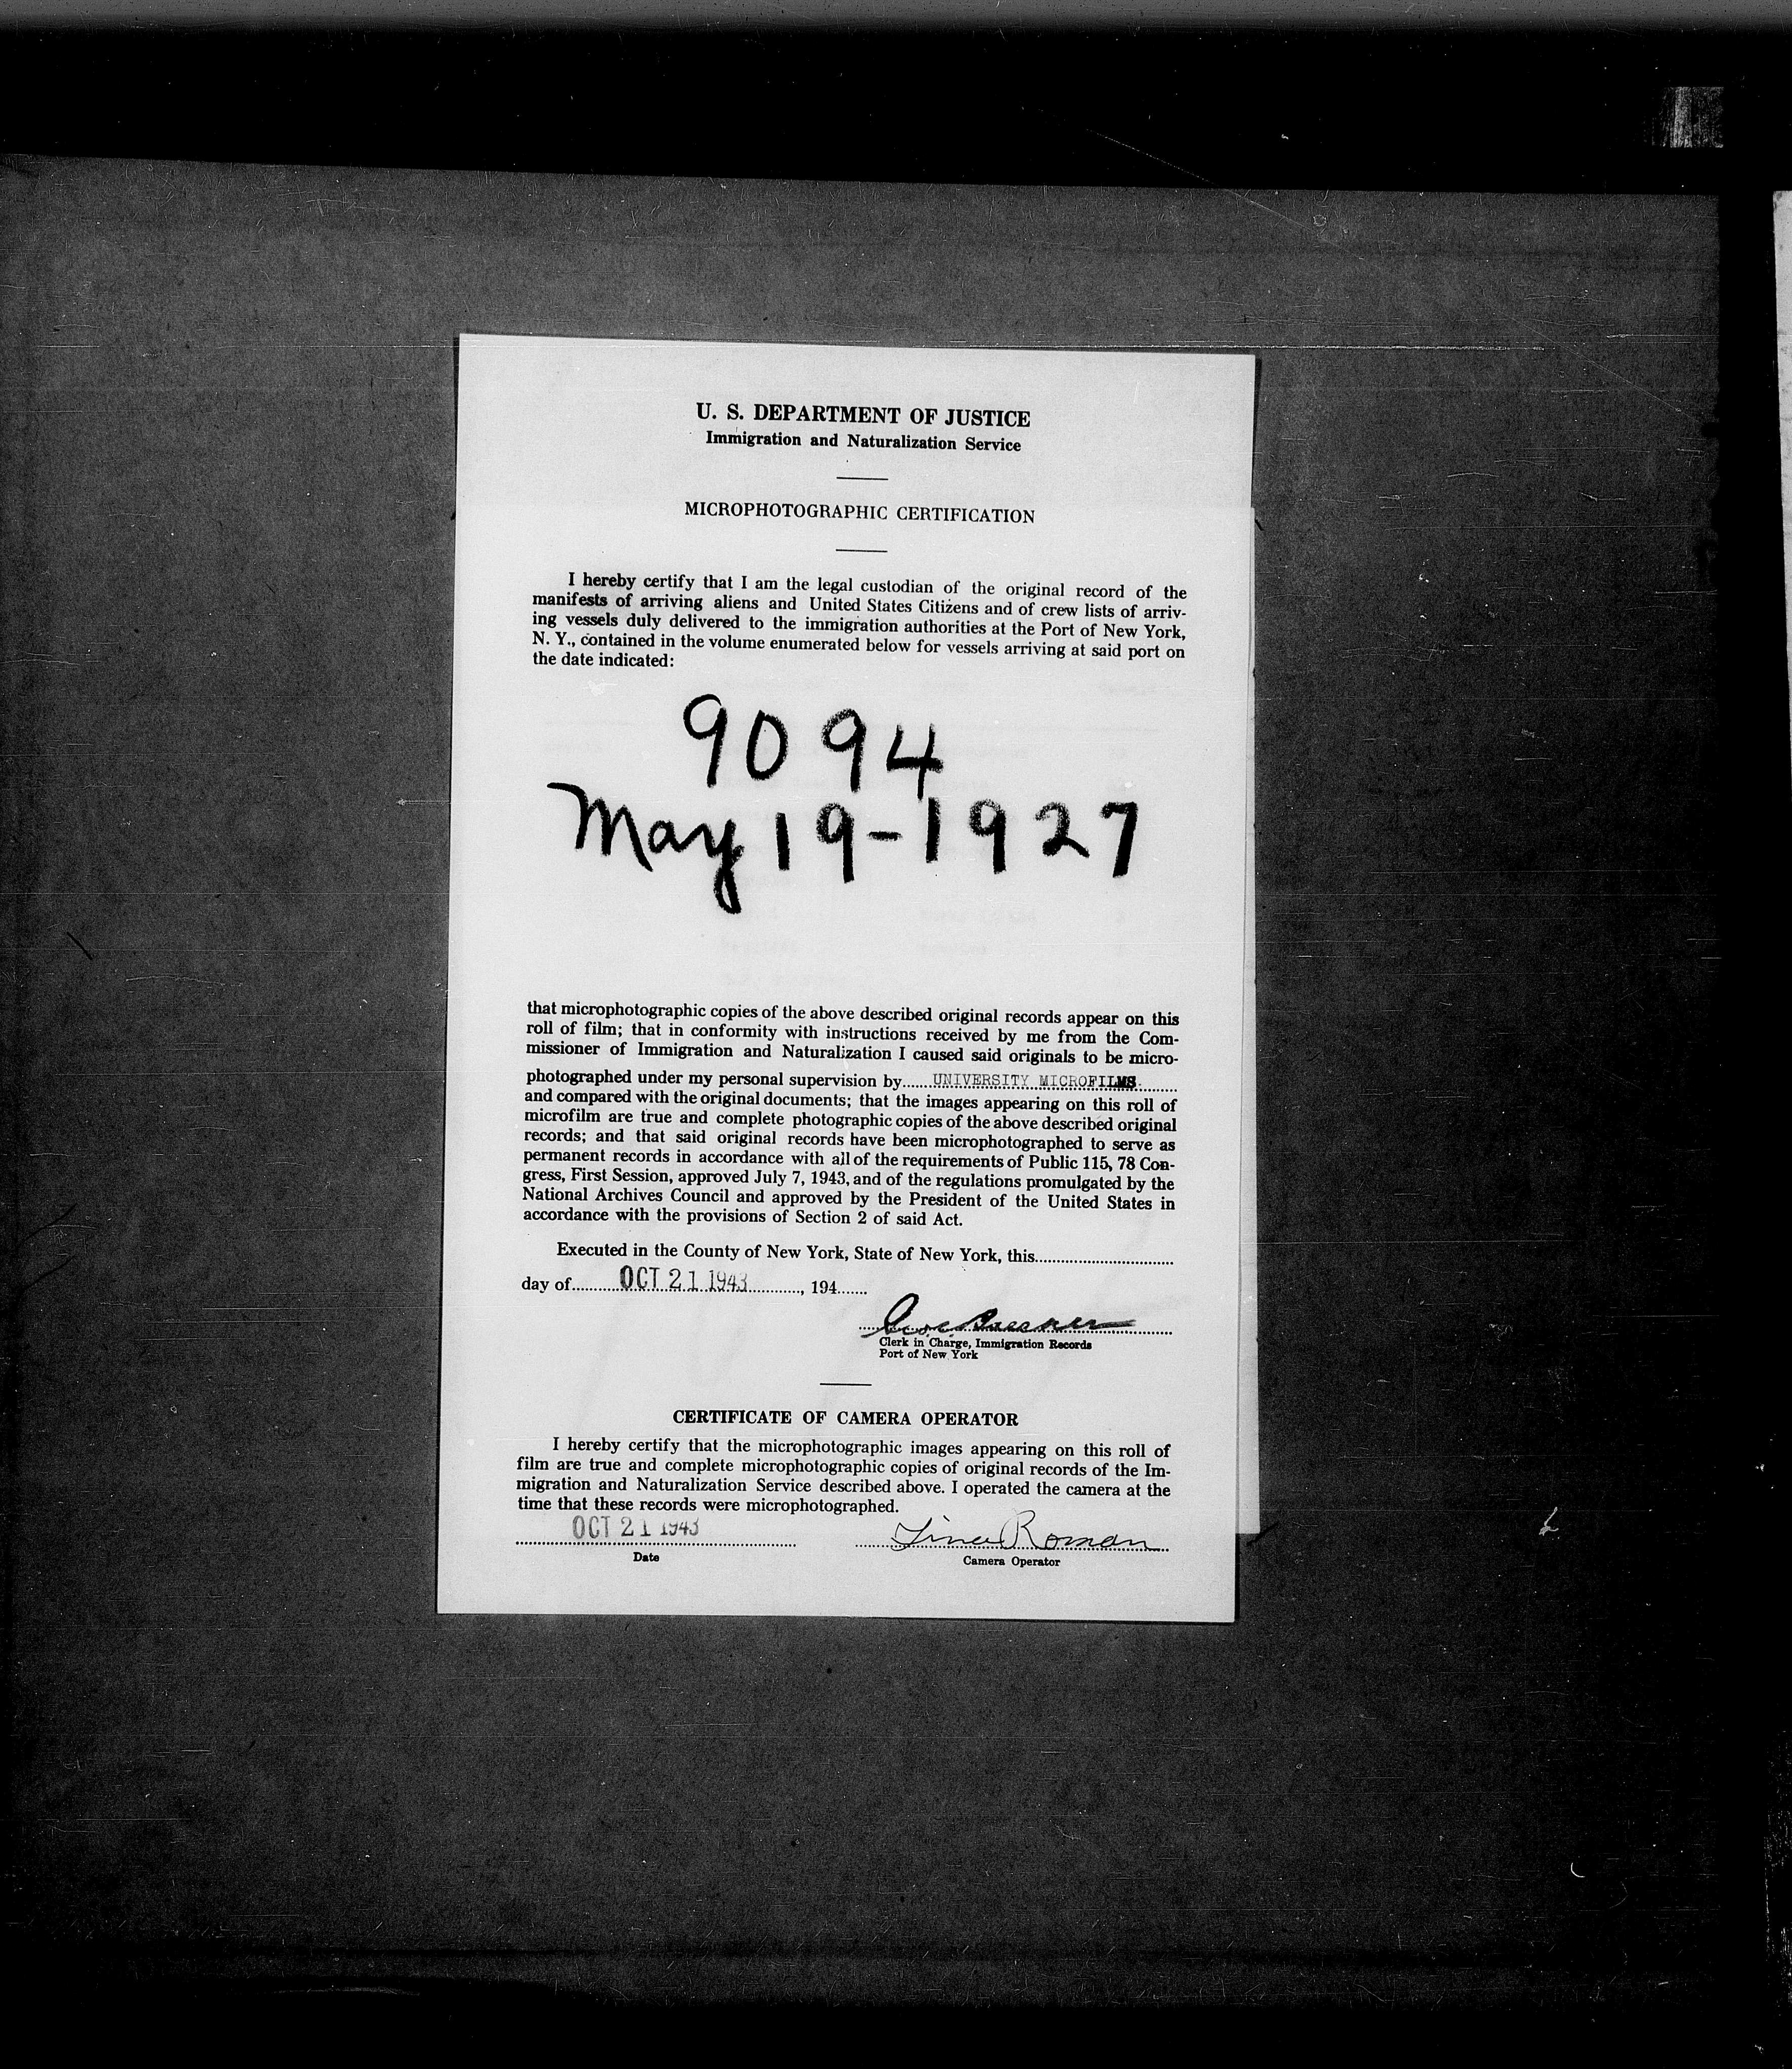 U. S. DEPARTMENT OF JUSTICE
Immigration and Naturalization Service
MICROPHOTOGRAPHIC CERTIFICATION
I hereby certify that I am the legal custodian of the original record of the
manifests of arriving aliens and United States Citizens and of crew lists of arriv-
ing vessels duly delivered to the immigration authorities at the Port of New York,
N. Y., contained in the volume enumerated below for vessels arriving at said port on
the date indicated:
9094
May 19-1927
that microphotographic copies of the above described original records appear on this
roll of film; that in conformity with instructions received by me from the Com-
missioner of Immigration and Naturalization I caused said originals to be micro-
photographed under my personal supervision by......UNIVERSITY MICROFILMS......
and compared with the original documents; that the images appearing on this roll of
microfilm are true and complete photographic copies of the above described original
records; and that said original records have been microphotographed to serve as
permanent records in accordance with all of the requirements of Public 115, 78 Con-
gress, First Session, approved July 7, 1943, and of the regulations promulgated by the
National Archives Council and approved by the President of the United States in
accordance with the provisions of Section 2 of said Act.
Executed in the County of New York, State of New York, this..............................
day of............OCT 21 1943............, 194.......
Clerk in Charge, Immigration Records
Port of New York
CERTIFICATE OF CAMERA OPERATOR
I hereby certify that the microphotographic images appearing on this roll of
film are true and complete microphotographic copies of original records of the Im-
migration and Naturalization Service described above. I operated the camera at the
time that these records were microphotographed.
OCT 21 1943 Roman
Date Camera Operator